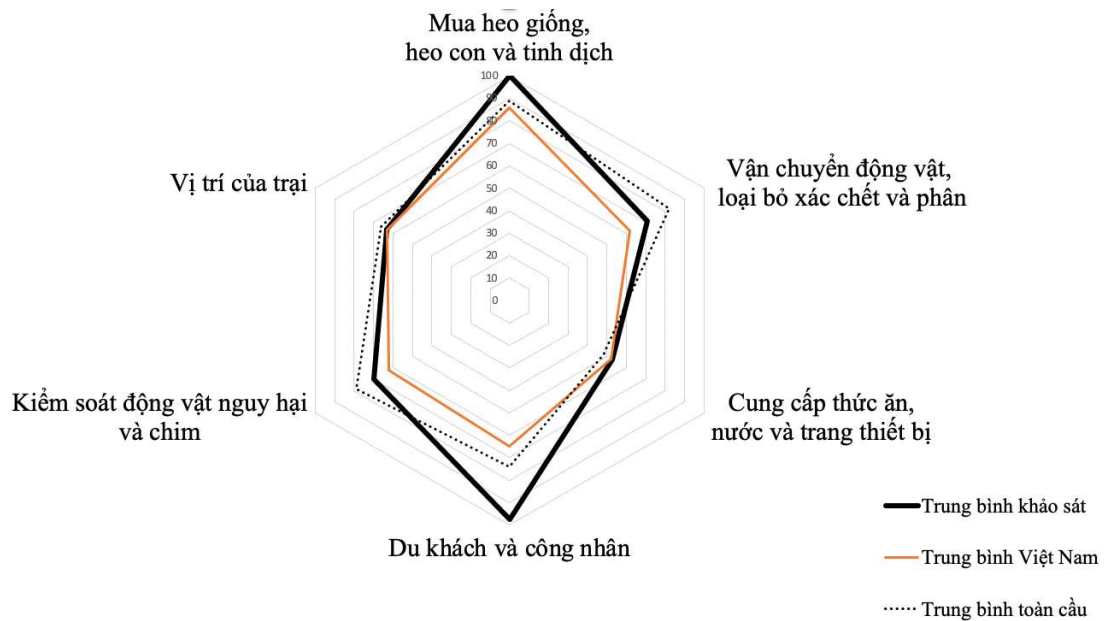 Mua heo giống,
heo con và tinh dịch
100
90
80
70
60
50
40
30
20
10
0
Vị trí của trại
Vận chuyển động vật,
loại bỏ xác chết và phân
Kiểm soát động vật nguy hại
và chim
Cung cấp thức ăn,
nước và trang thiết bị
Du khách và công nhân
Trung bình khảo sát
Trung bình Việt Nam
Trung bình toàn cầu